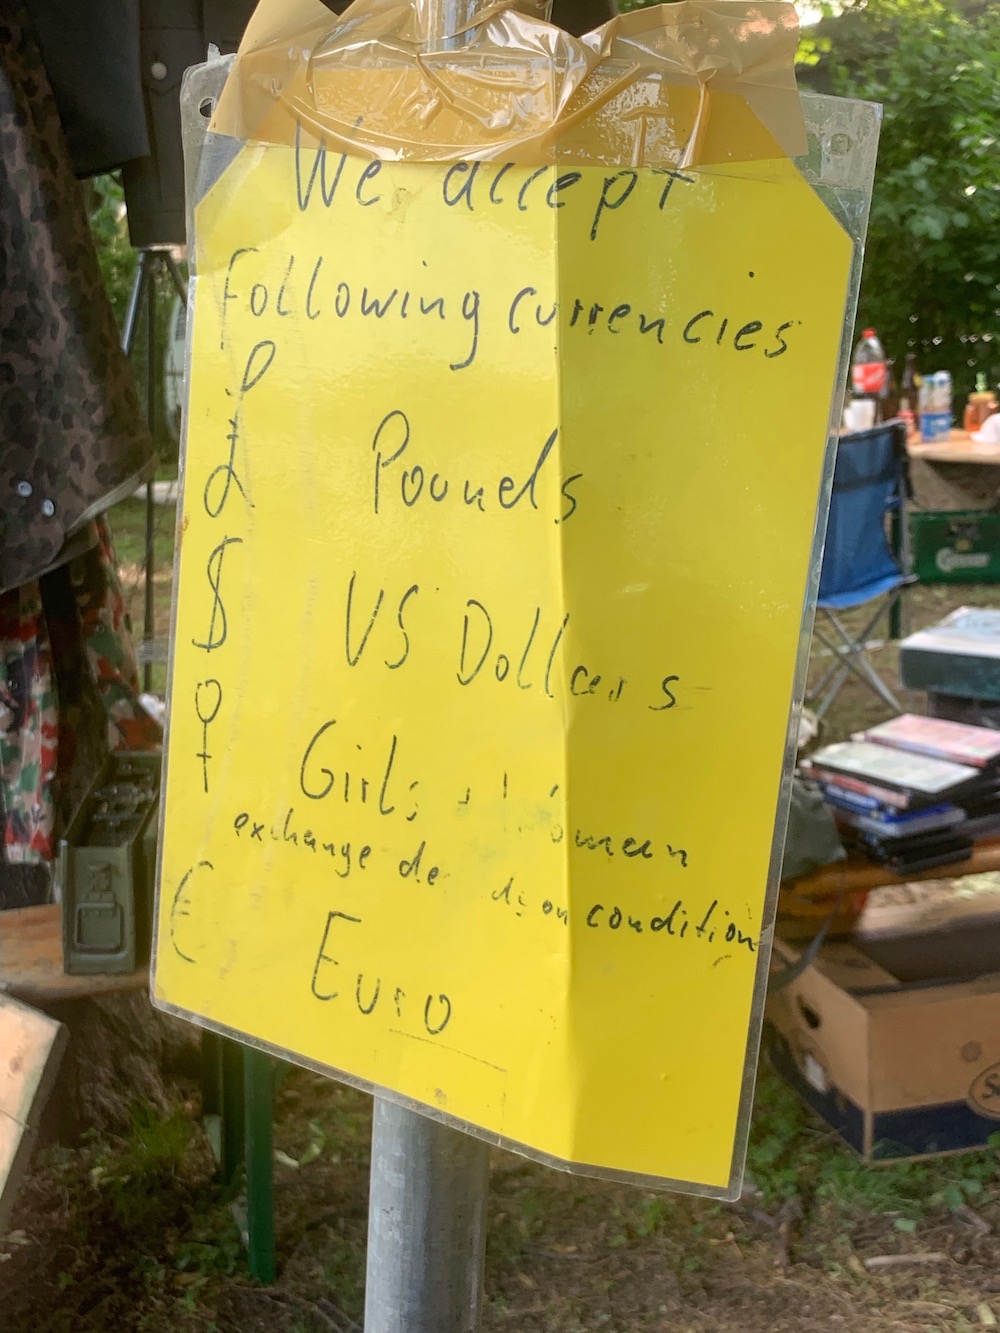 We accept
following currencies
£ Pounds
$ US Dollars
♀ Girls Women
exchange on condition
€ Euro